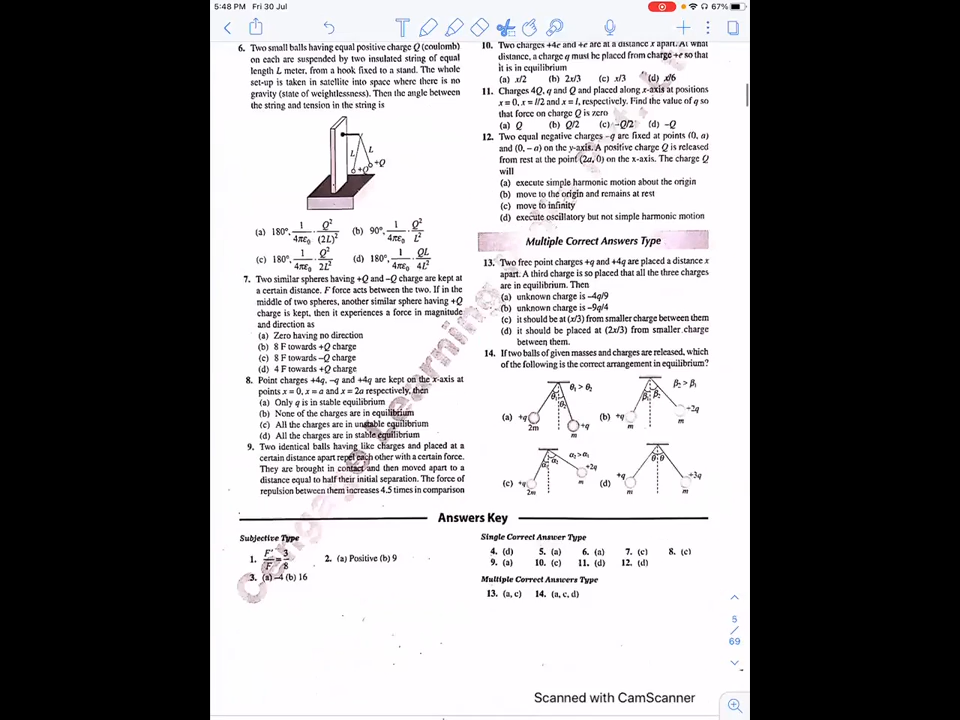 5:48 PM Fri 30 Jul
67%
6. Two small balls having equal positive charge Q (coulomb)
on each are suspended by two insulated string of equal
length L meter, from a hook fixed to a stand. The whole
set-up is taken in satellite into space where there is no
gravity (state of weightlessness). Then the angle between
the string and tension in the string is
L
L
+Q
+Q
(a) 180°, 1/4πε₀ · Q²/(2L)² (b) 90°, 1/4πε₀ · Q²/L²
(c) 180°, 1/4πε₀ · Q²/2L² (d) 180°, 1/4πε₀ · QL/4L²
7. Two similar spheres having +Q and –Q charge are kept at
a certain distance. F force acts between the two. If in the
middle of two spheres, another similar sphere having +Q
charge is kept, then it experiences a force in magnitude
and direction as
(a) Zero having no direction
(b) 8 F towards +Q charge
(c) 8 F towards –Q charge
(d) 4 F towards +Q charge
8. Point charges +4q, –q and +4q are kept on the x-axis at
points x = 0, x = a and x = 2a respectively, then
(a) Only q is in stable equilibrium
(b) None of the charges are in equilibrium
(c) All the charges are in unstable equilibrium
(d) All the charges are in stable equilibrium
9. Two identical balls having like charges and placed at a
certain distance apart repel each other with a certain force.
They are brought in contact and then moved apart to a
distance equal to half their initial separation. The force of
repulsion between them increases 4.5 times in comparison
10. Two charges +4e and +e are at a distance x apart. At what
distance, a charge q must be placed from charge +e so that
it is in equilibrium
(a) x/2 (b) 2x/3 (c) x/3 (d) x/6
11. Charges 4Q, q and Q and placed along x-axis at positions
x = 0, x = l/2 and x = l, respectively. Find the value of q so
that force on charge Q is zero
(a) Q (b) Q/2 (c) –Q/2 (d) –Q
12. Two equal negative charges –q are fixed at points (0, a)
and (0, – a) on the y-axis. A positive charge Q is released
from rest at the point (2a, 0) on the x-axis. The charge Q
will
(a) execute simple harmonic motion about the origin
(b) move to the origin and remains at rest
(c) move to infinity
(d) execute oscillatory but not simple harmonic motion
Multiple Correct Answers Type
13. Two free point charges +q and +4q are placed a distance x
apart. A third charge is so placed that all the three charges
are in equilibrium. Then
(a) unknown charge is –4q/9
(b) unknown charge is –9q/4
(c) it should be at (x/3) from smaller charge between them
(d) it should be placed at (2x/3) from smaller charge
between them.
14. If two balls of given masses and charges are released, which
of the following is the correct arrangement in equilibrium?
θ₁ > θ₂
θ₁ θ₂
(a) +q 2m +q m
β₂ > β₁
β₁ β₂
(b) +q m +2q m
α₂ > α₁
α₁ α₂
(c) +q 2m +2q m
θ θ
(d) +q m +3q m
Answers Key
Subjective Type
1. F'/F = 3/8 2. (a) Positive (b) 9
3. (a) –4 (b) 16
Single Correct Answer Type
4. (d) 5. (a) 6. (a) 7. (c) 8. (c)
9. (a) 10. (c) 11. (d) 12. (d)
Multiple Correct Answers Type
13. (a, c) 14. (a, c, d)
5
/
69
Scanned with CamScanner